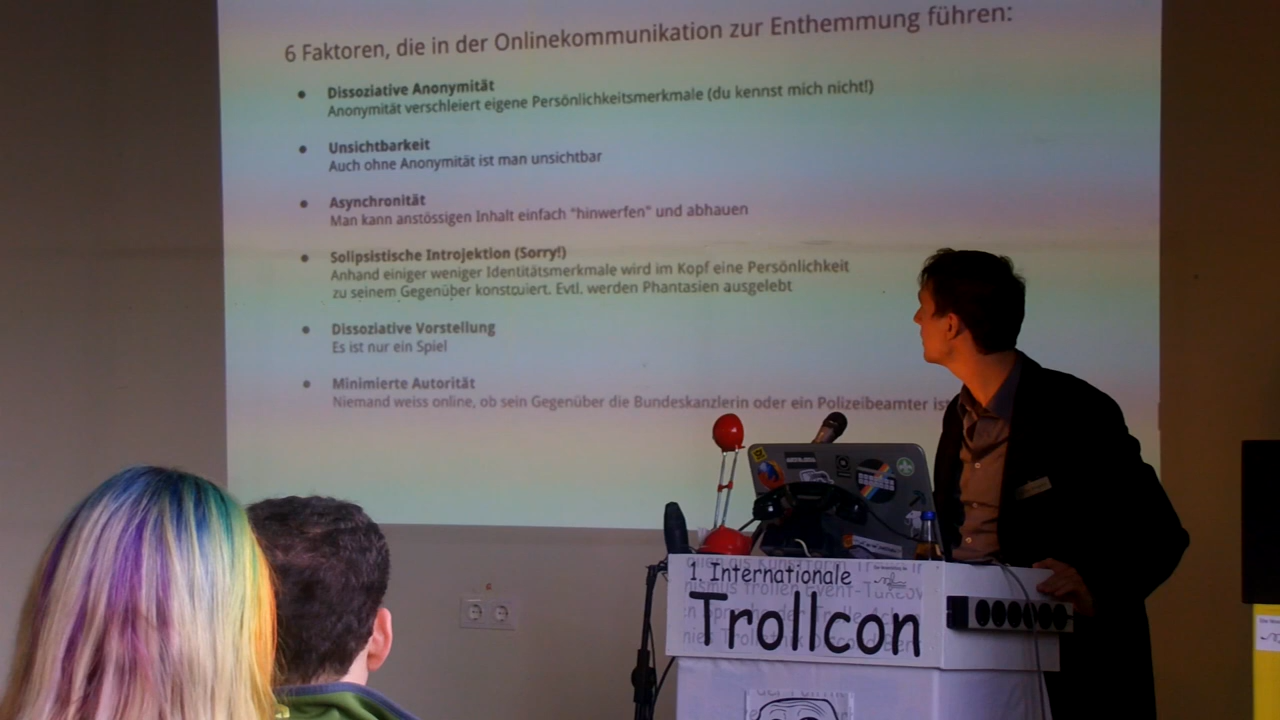 6 Faktoren, die in der Onlinekommunikation zur Enthemmung führen:
Dissoziative Anonymität
Anonymität verschleiert eigene Persönlichkeitsmerkmale (du kennst mich nicht!)
Unsichtbarkeit
Auch ohne Anonymität ist man unsichtbar
Asynchronität
Man kann anstössigen Inhalt einfach "hinwerfen" und abhauen
Solipsistische Introjektion (Sorry!)
Anhand einiger weniger Identitätsmerkmale wird im Kopf eine Persönlichkeit
zu seinem Gegenüber konstruiert. Evtl. werden Phantasien ausgelebt
Dissoziative Vorstellung
Es ist nur ein Spiel
Minimierte Autorität
Niemand weiss online, ob sein Gegenüber die Bundeskanzlerin oder ein Polizeibeamter ist
1. Internationale
Trollcon